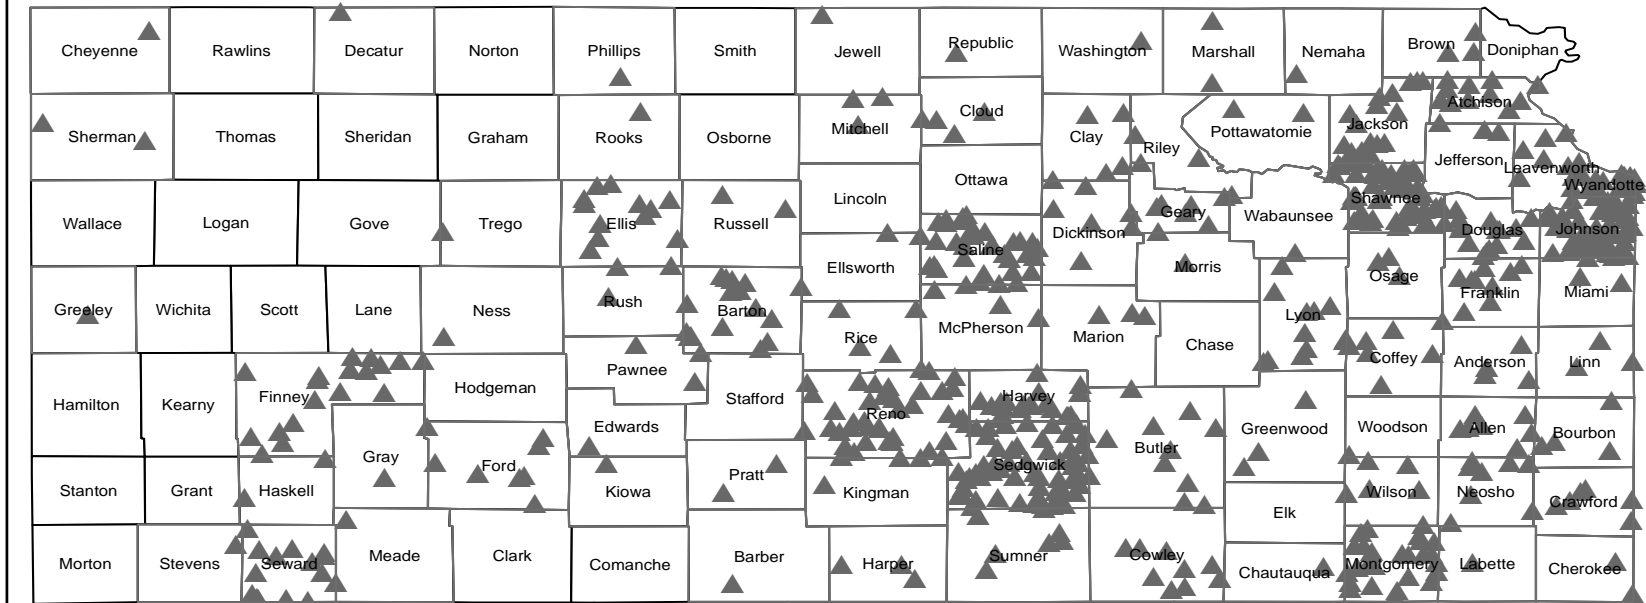 Cheyenne Rawlins Decatur Norton Phillips Smith Jewell Republic Washington Marshall Nemaha Brown Doniphan
Sherman Thomas Sheridan Graham Rooks Osborne Mitchell Cloud Clay Riley Pottawatomie Jackson Atchison
Jefferson Leavenworth Wyandotte
Ottawa
Wallace Logan Gove Trego Ellis Russell Lincoln Saline Dickinson Geary Wabaunsee Shawnee Douglas Johnson
Ellsworth Morris Osage
Greeley Wichita Scott Lane Ness Rush Barton Rice McPherson Marion Chase Lyon Franklin Miami
Pawnee Coffey Anderson Linn
Hamilton Kearny Finney Hodgeman Stafford Reno Harvey
Edwards Butler Greenwood Woodson Allen Bourbon
Gray Ford Pratt Sedgwick
Stanton Grant Haskell Kiowa Kingman Elk Wilson Neosho Crawford
Morton Stevens Seward Meade Clark Comanche Barber Harper Sumner Cowley Chautauqua Montgomery Labette Cherokee